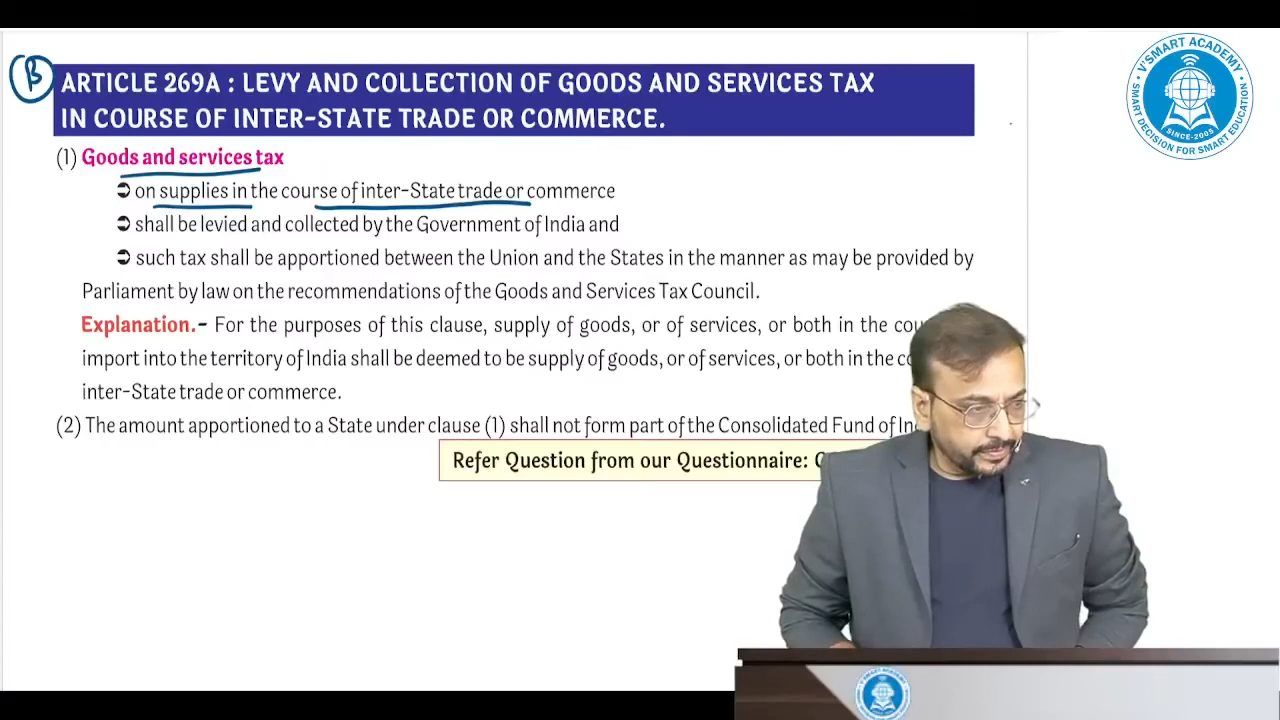 B
ARTICLE 269A : LEVY AND COLLECTION OF GOODS AND SERVICES TAX
IN COURSE OF INTER-STATE TRADE OR COMMERCE.
(1) Goods and services tax
➲ on supplies in the course of inter-State trade or commerce
➲ shall be levied and collected by the Government of India and
➲ such tax shall be apportioned between the Union and the States in the manner as may be provided by
Parliament by law on the recommendations of the Goods and Services Tax Council.
Explanation.- For the purposes of this clause, supply of goods, or of services, or both in the
import into the territory of India shall be deemed to be supply of goods, or of services, or both in the
inter-State trade or commerce.
(2) The amount apportioned to a State under clause (1) shall not form part of the Consolidated Fund of
Refer Question from our Questionnaire:
V'SMART ACADEMY
SMART DECISION FOR SMART EDUCATION
SINCE-2005